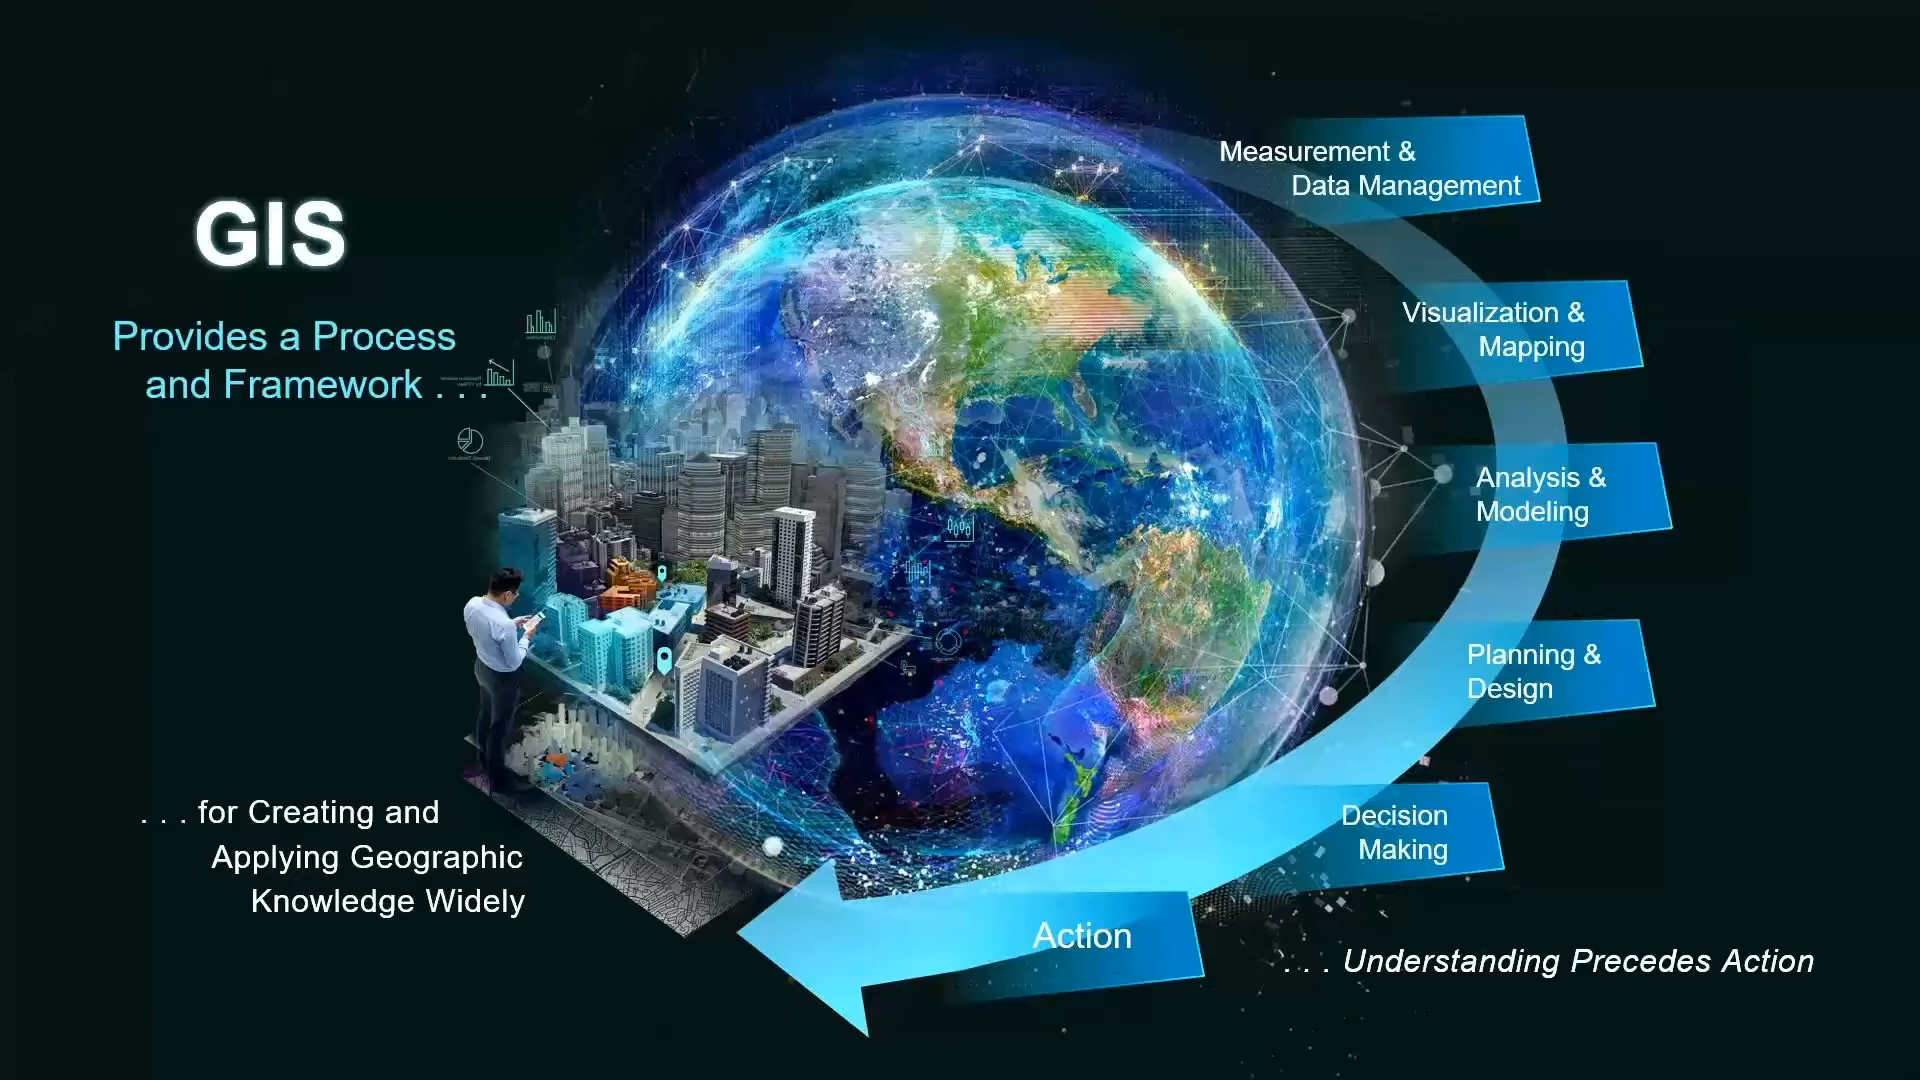 GIS
Provides a Process
and Framework . . .
. . . for Creating and
Applying Geographic
Knowledge Widely
Measurement &
Data Management
Visualization &
Mapping
Analysis &
Modeling
Planning &
Design
Decision
Making
Action
. . . Understanding Precedes Action